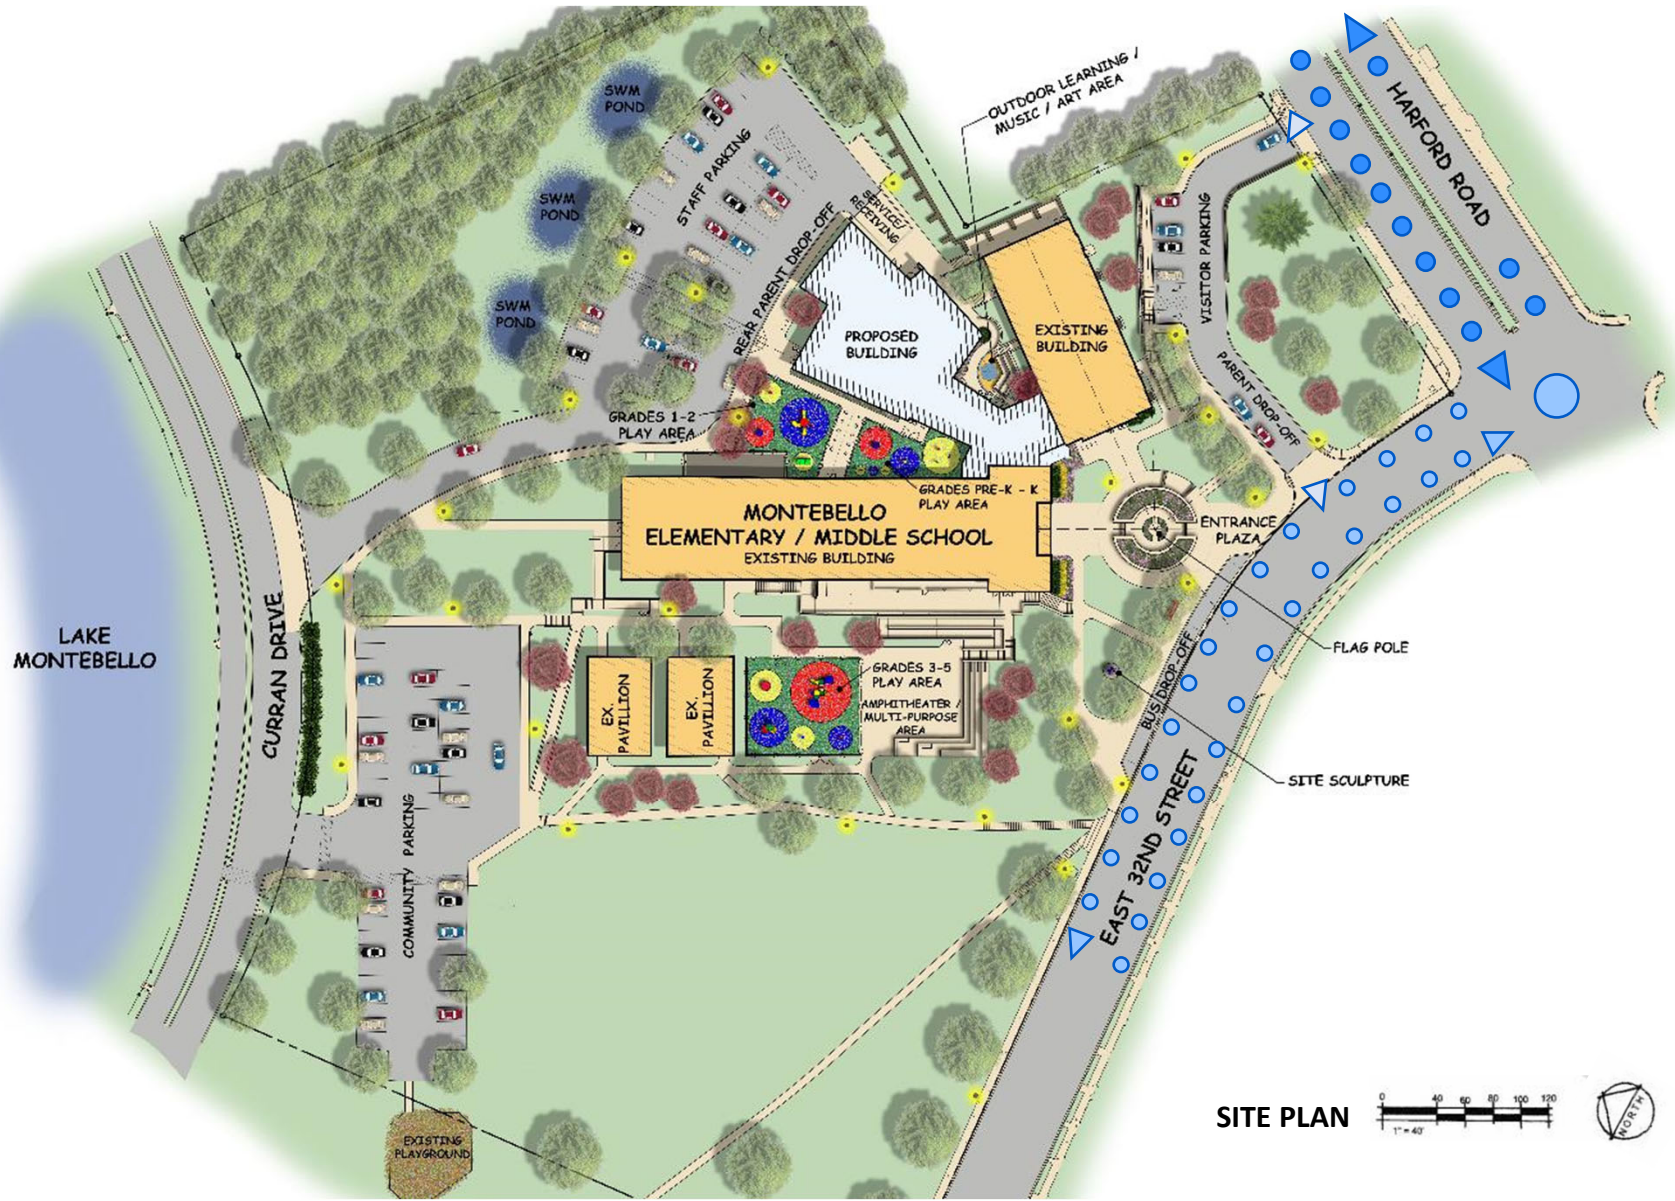 OUTDOOR LEARNING /
MUSIC / ART AREA
HARFORD ROAD
SWM
POND
STAFF PARKING
SWM
POND
SERVICE/
RECEIVING
VISITOR PARKING
SWM
POND
REAR PARENT DROP-OFF
PROPOSED
BUILDING
EXISTING
BUILDING
PARENT DROP-OFF
GRADES 1-2
PLAY AREA
GRADES PRE-K - K
PLAY AREA
MONTEBELLO
ELEMENTARY / MIDDLE SCHOOL
EXISTING BUILDING
ENTRANCE
PLAZA
LAKE
MONTEBELLO
CURRAN DRIVE
FLAG POLE
EX.
PAVILLION
EX.
PAVILLION
GRADES 3-5
PLAY AREA
AMPHITHEATER /
MULTI-PURPOSE
AREA
BUS DROP-OFF
SITE SCULPTURE
EAST 32ND STREET
COMMUNITY PARKING
EXISTING
PLAYGROUND
SITE PLAN
0 40 60 80 100 120
1" = 40'
NORTH